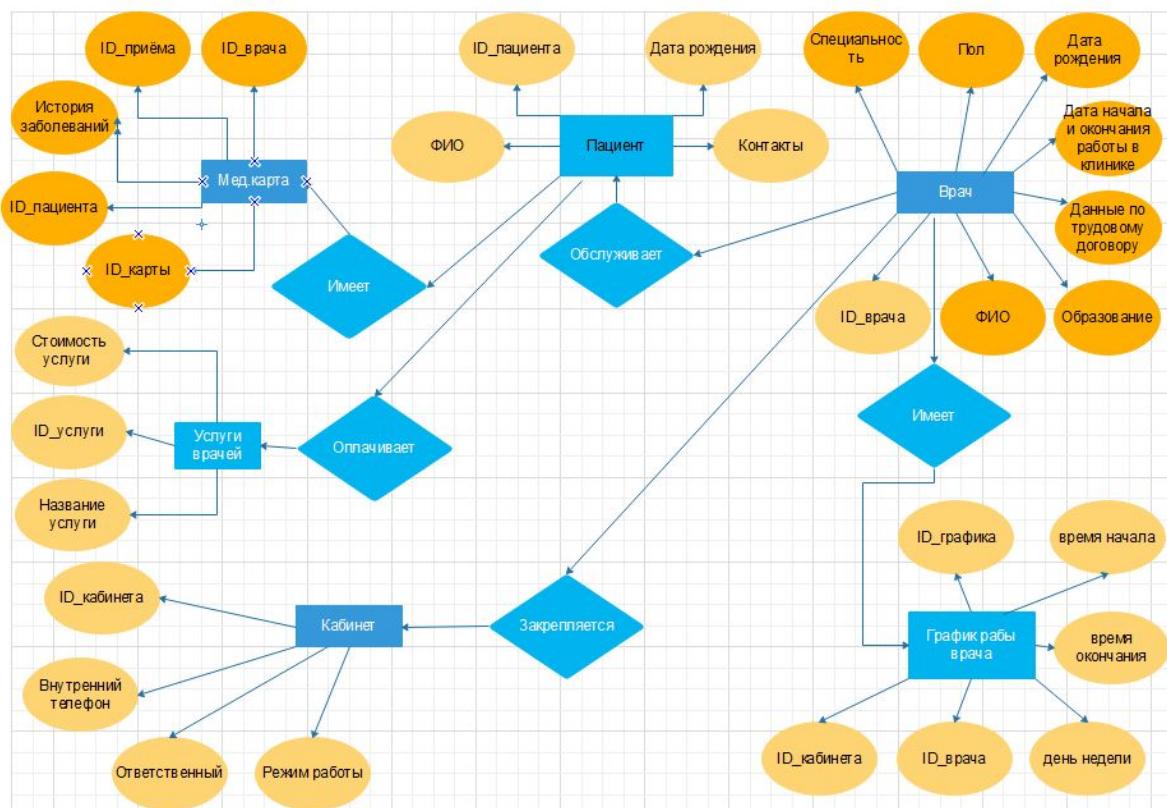 ID_приёма
ID_врача
ID_пациента
Дата рождения
Специальнос
ть
Пол
Дата
рождения
История
заболеваний
ФИО
Пациент
Контакты
Дата начала
и окончания
работы в
клинике
Мед.карта
Врач
ID_пациента
Данные по
трудовому
договору
Обслуживает
ID_карты
Имеет
ID_врача
ФИО
Образование
Стоимость
услуги
ID_услуги
Услуги
врачей
Оплачивает
Имеет
Название
услуги
ID_графика
время начала
ID_кабинета
Кабинет
Закрепляется
График рабы
врача
время
окончания
Внутренний
телефон
Ответственный
Режим работы
ID_кабинета
ID_врача
день недели